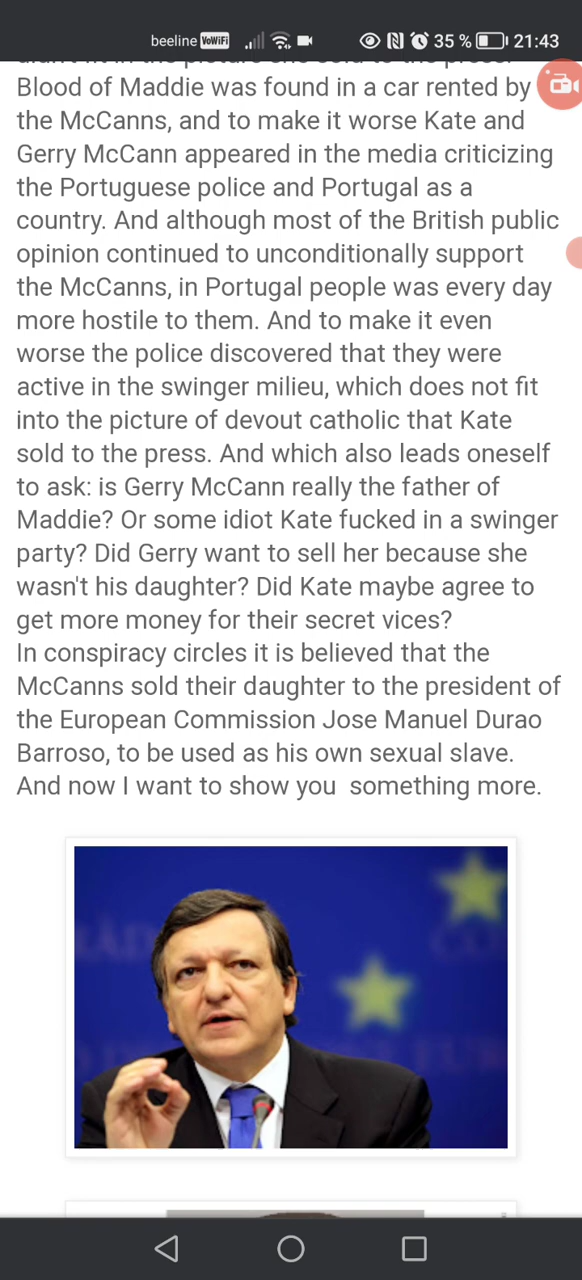 beeline VoWiFi 35 % 21:43
Blood of Maddie was found in a car rented by
the McCanns, and to make it worse Kate and
Gerry McCann appeared in the media criticizing
the Portuguese police and Portugal as a
country. And although most of the British public
opinion continued to unconditionally support
the McCanns, in Portugal people was every day
more hostile to them. And to make it even
worse the police discovered that they were
active in the swinger milieu, which does not fit
into the picture of devout catholic that Kate
sold to the press. And which also leads oneself
to ask: is Gerry McCann really the father of
Maddie? Or some idiot Kate fucked in a swinger
party? Did Gerry want to sell her because she
wasn't his daughter? Did Kate maybe agree to
get more money for their secret vices?
In conspiracy circles it is believed that the
McCanns sold their daughter to the president of
the European Commission Jose Manuel Durao
Barroso, to be used as his own sexual slave.
And now I want to show you  something more.